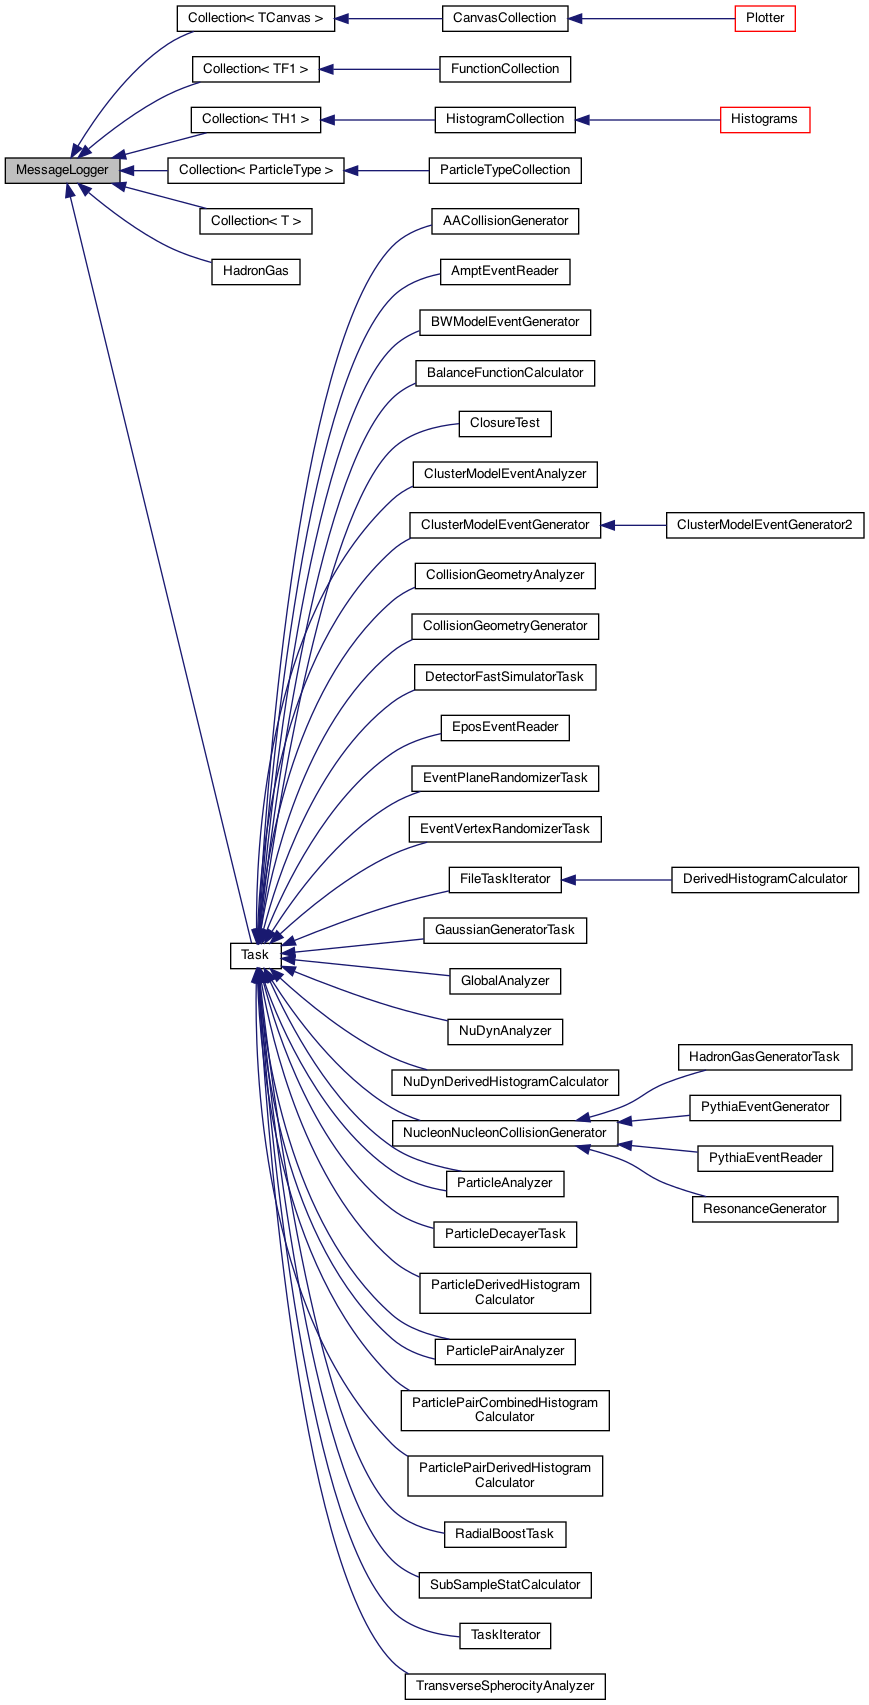 Collection< TCanvas >
CanvasCollection
Plotter
Collection< TF1 >
FunctionCollection
Collection< TH1 >
HistogramCollection
Histograms
MessageLogger
Collection< ParticleType >
ParticleTypeCollection
Collection< T >
AACollisionGenerator
HadronGas
AmptEventReader
BWModelEventGenerator
BalanceFunctionCalculator
ClosureTest
ClusterModelEventAnalyzer
ClusterModelEventGenerator
ClusterModelEventGenerator2
CollisionGeometryAnalyzer
CollisionGeometryGenerator
DetectorFastSimulatorTask
EposEventReader
EventPlaneRandomizerTask
EventVertexRandomizerTask
FileTaskIterator
DerivedHistogramCalculator
GaussianGeneratorTask
Task
GlobalAnalyzer
NuDynAnalyzer
HadronGasGeneratorTask
NuDynDerivedHistogramCalculator
PythiaEventGenerator
NucleonNucleonCollisionGenerator
PythiaEventReader
ParticleAnalyzer
ResonanceGenerator
ParticleDecayerTask
ParticleDerivedHistogram
Calculator
ParticlePairAnalyzer
ParticlePairCombinedHistogram
Calculator
ParticlePairDerivedHistogram
Calculator
RadialBoostTask
SubSampleStatCalculator
TaskIterator
TransverseSpherocityAnalyzer